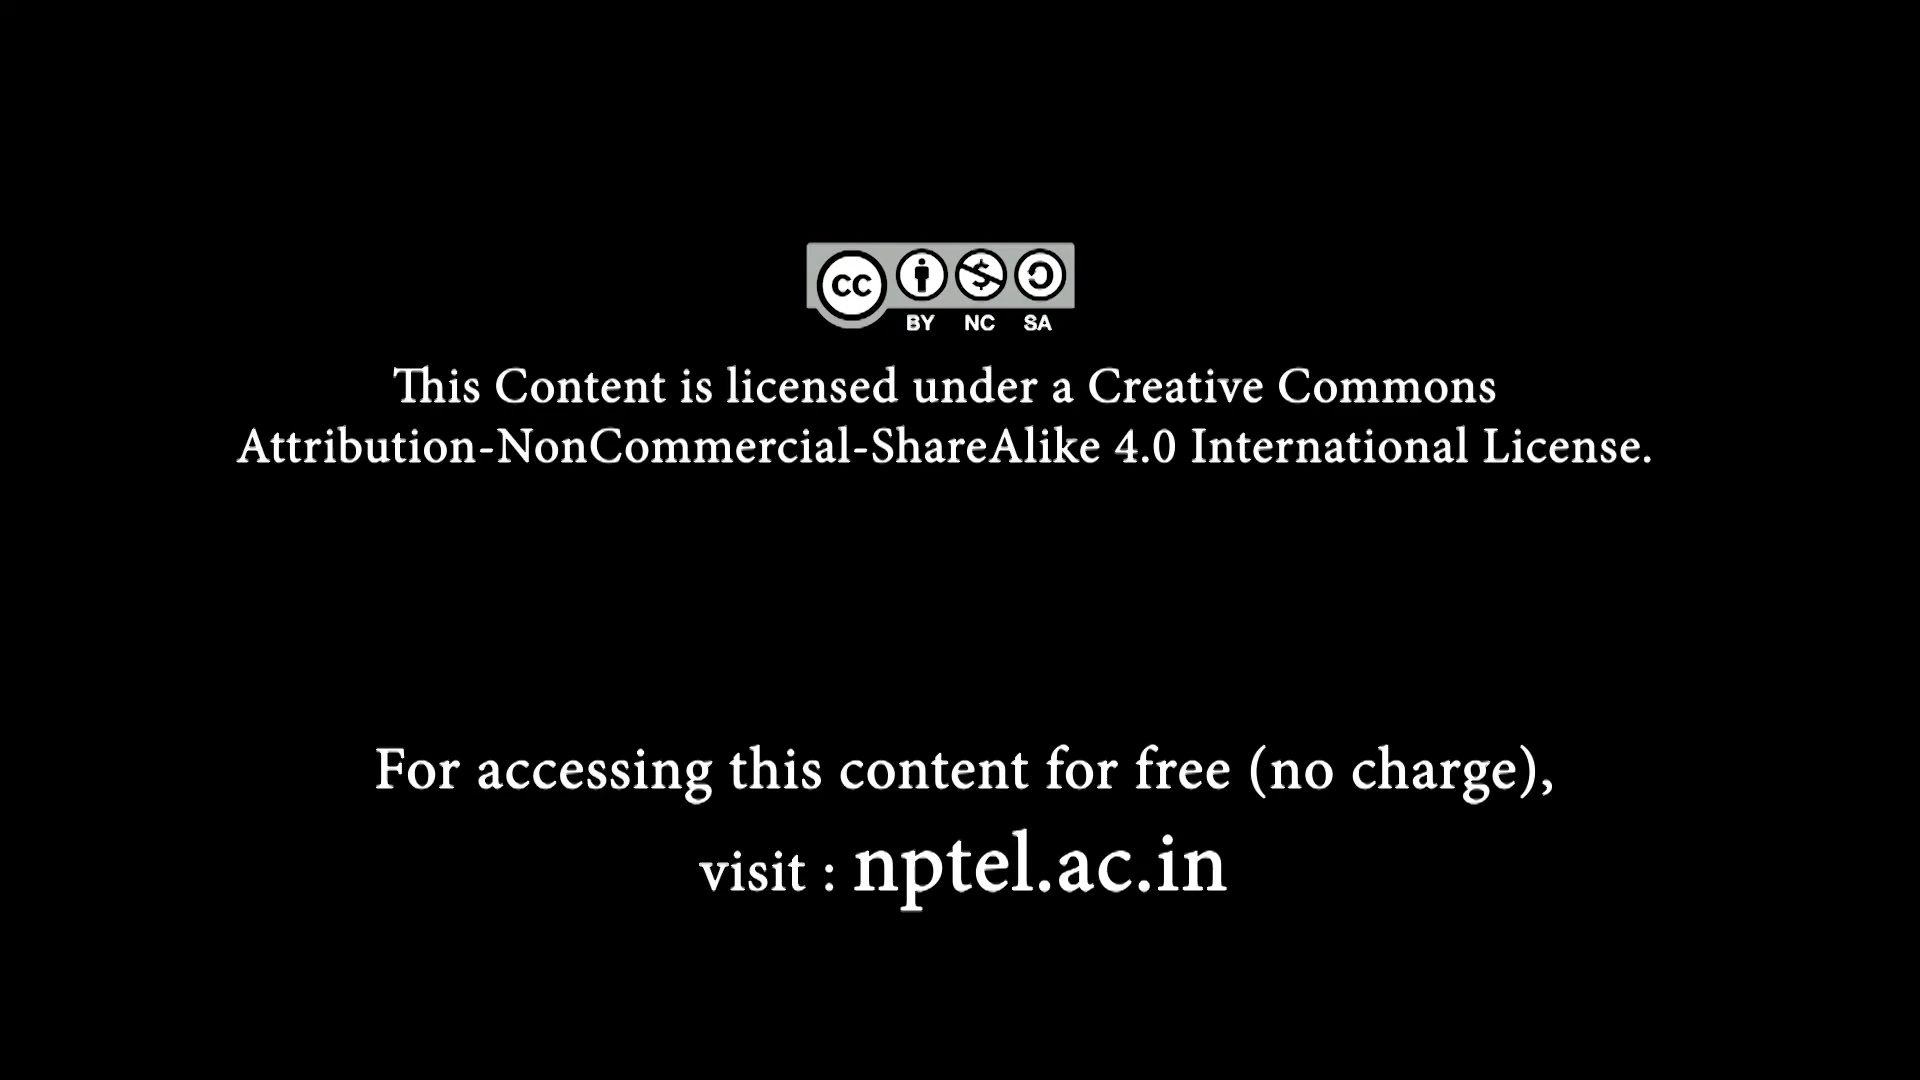 CC BY NC SA
This Content is licensed under a Creative Commons
Attribution-NonCommercial-ShareAlike 4.0 International License.
For accessing this content for free (no charge),
visit : nptel.ac.in